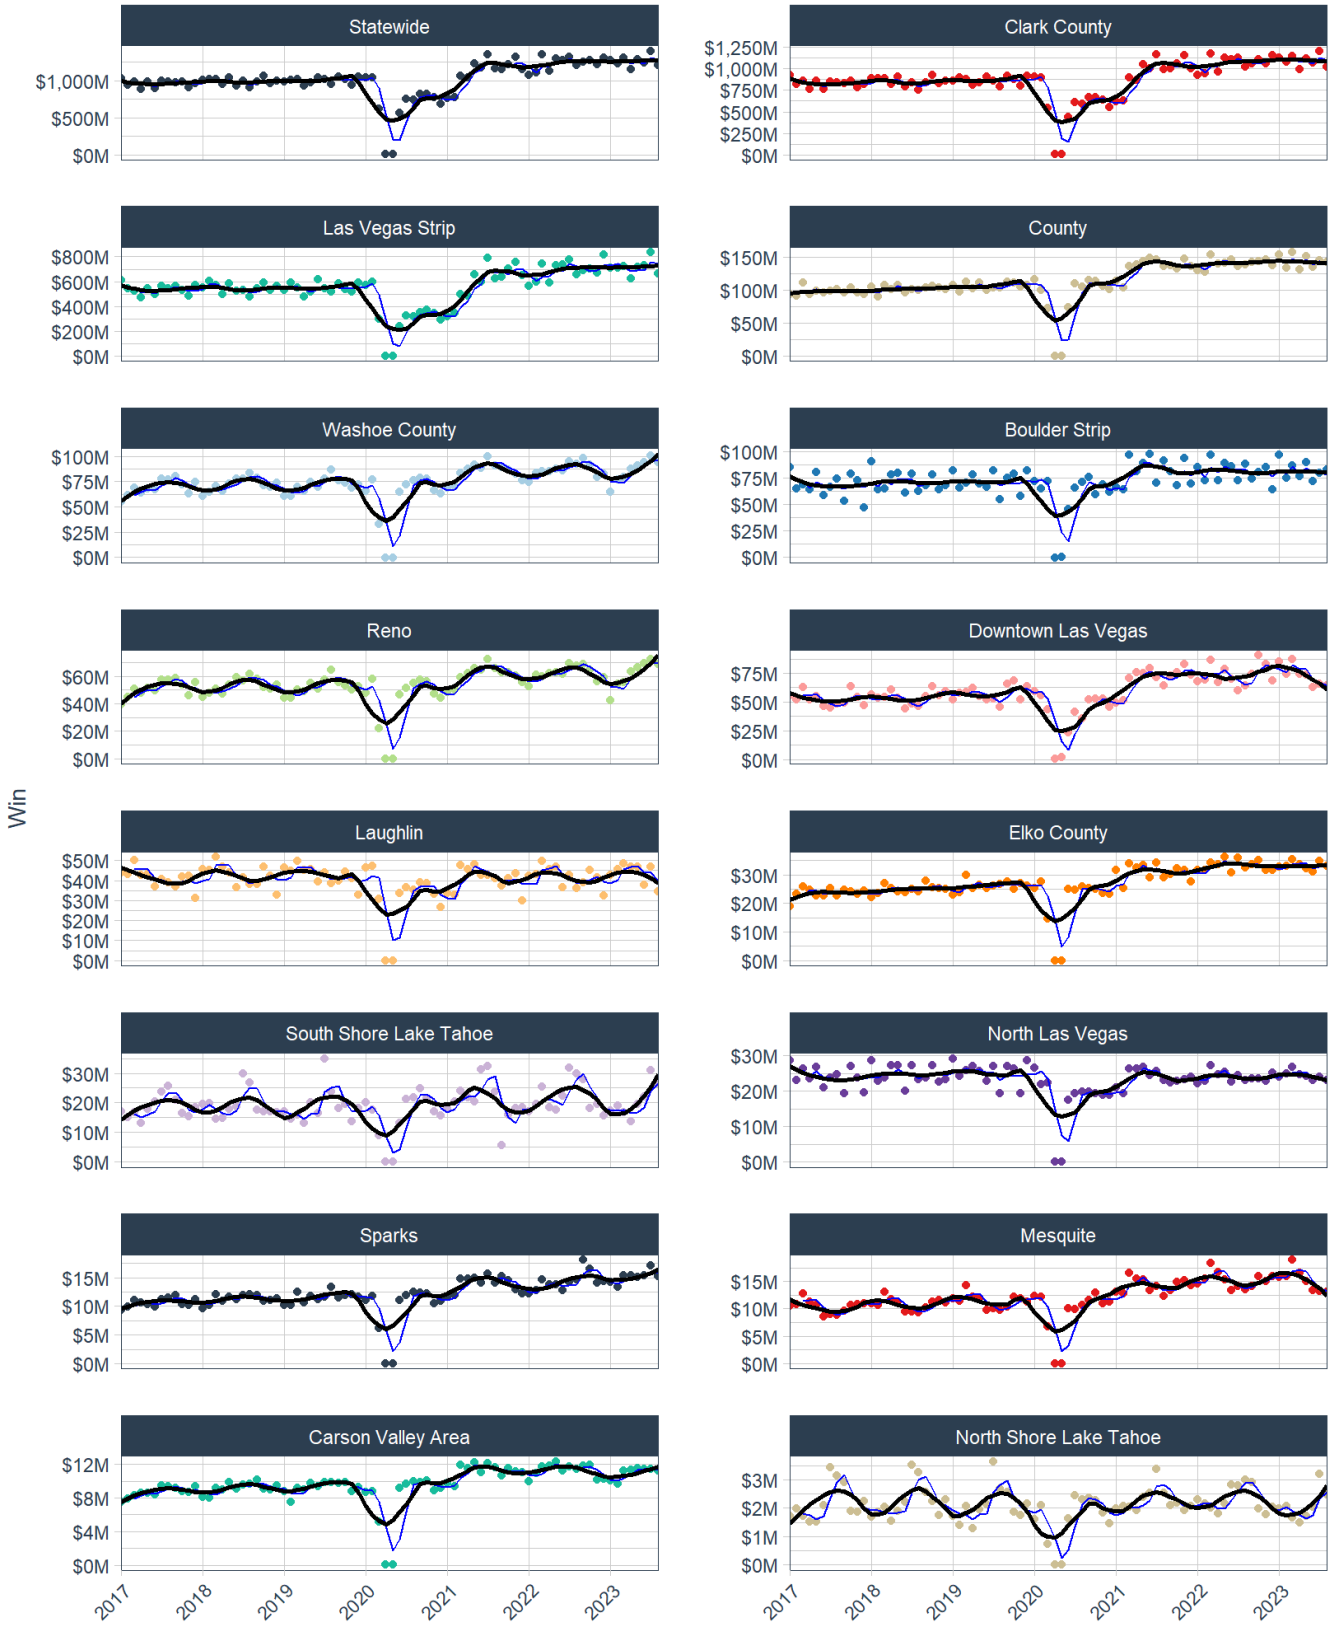 Win
Statewide
$1,000M
$500M
$0M
Clark County
$1,250M
$1,000M
$750M
$500M
$250M
$0M
Las Vegas Strip
$800M
$600M
$400M
$200M
$0M
County
$150M
$100M
$50M
$0M
Washoe County
$100M
$75M
$50M
$25M
$0M
Boulder Strip
$100M
$75M
$50M
$25M
$0M
Reno
$60M
$40M
$20M
$0M
Downtown Las Vegas
$75M
$50M
$25M
$0M
Laughlin
$50M
$40M
$30M
$20M
$10M
$0M
Elko County
$30M
$20M
$10M
$0M
South Shore Lake Tahoe
$30M
$20M
$10M
$0M
North Las Vegas
$30M
$20M
$10M
$0M
Sparks
$15M
$10M
$5M
$0M
Mesquite
$15M
$10M
$5M
$0M
Carson Valley Area
$12M
$8M
$4M
$0M
North Shore Lake Tahoe
$3M
$2M
$1M
$0M
2017 2018 2019 2020 2021 2022 2023
2017 2018 2019 2020 2021 2022 2023